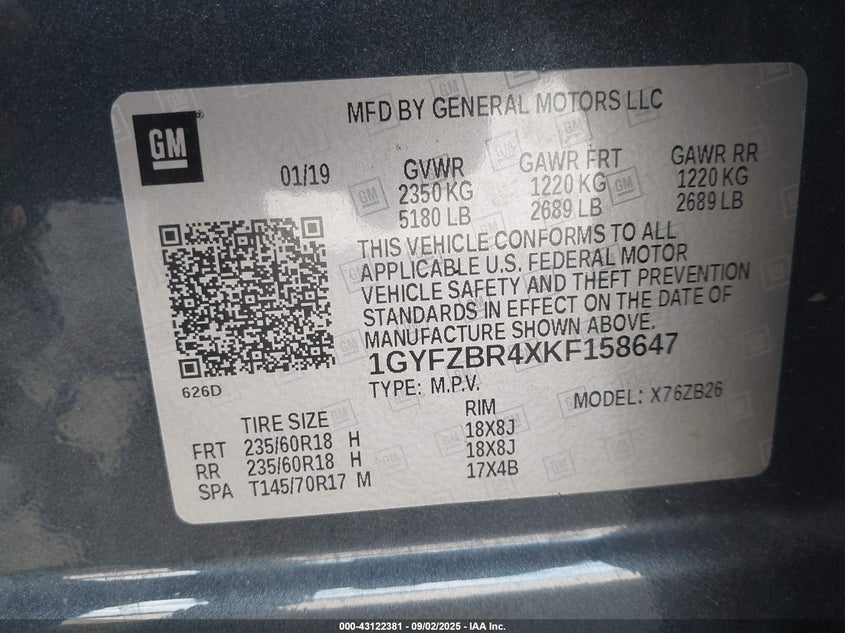 MFD BY GENERAL MOTORS LLC
GM
®
01/19
GVWR
2350 KG
5180 LB
GAWR FRT
1220 KG
2689 LB
GAWR RR
1220 KG
2689 LB
THIS VEHICLE CONFORMS TO ALL
APPLICABLE U.S. FEDERAL MOTOR
VEHICLE SAFETY AND THEFT PREVENTION
STANDARDS IN EFFECT ON THE DATE OF
MANUFACTURE SHOWN ABOVE.
1GYFZBR4XKF158647
626D
TYPE: M.P.V.
MODEL: X76ZB26
TIRE SIZE
RIM
FRT 235/60R18 H 18X8J
RR 235/60R18 H 18X8J
SPA T145/70R17 M 17X4B
000-43122381 - 09/02/2025 - IAA Inc.